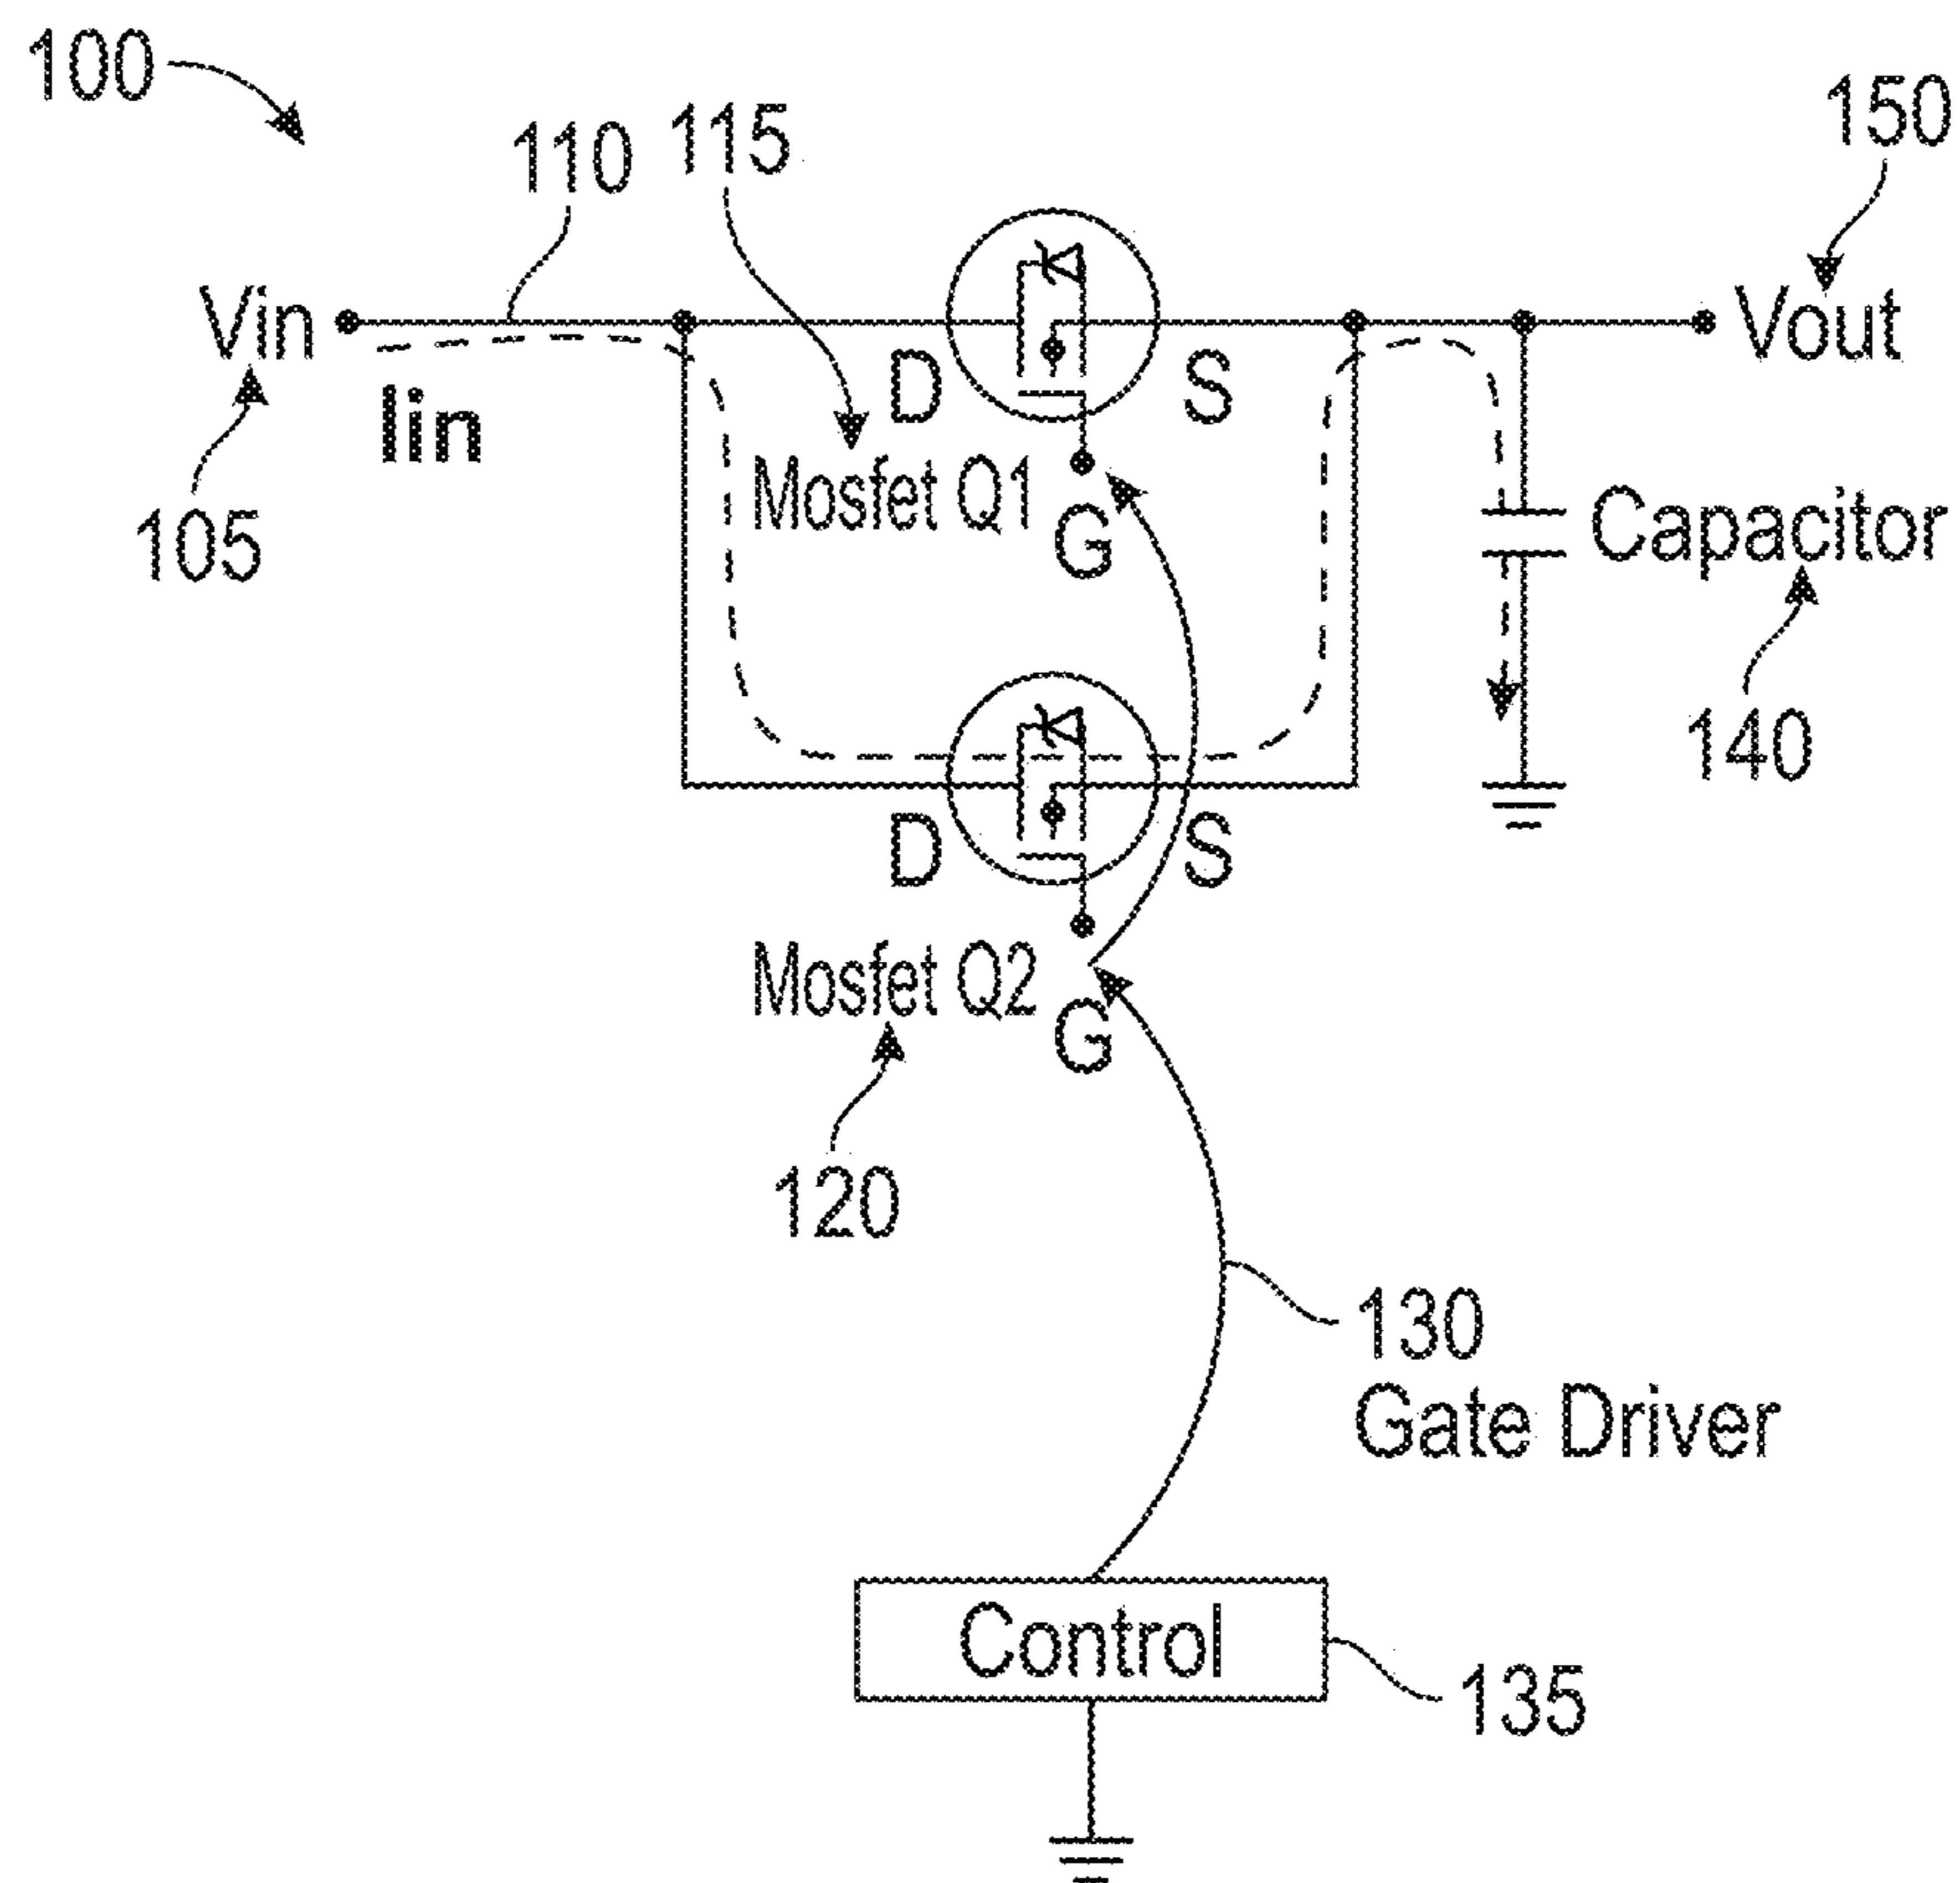 100
150
110
115
Vin
Vout
Iin
D
S
105
Mosfet Q1
G
Capacitor
140
D
S
Mosfet Q2
G
120
130
Gate Driver
Control
135